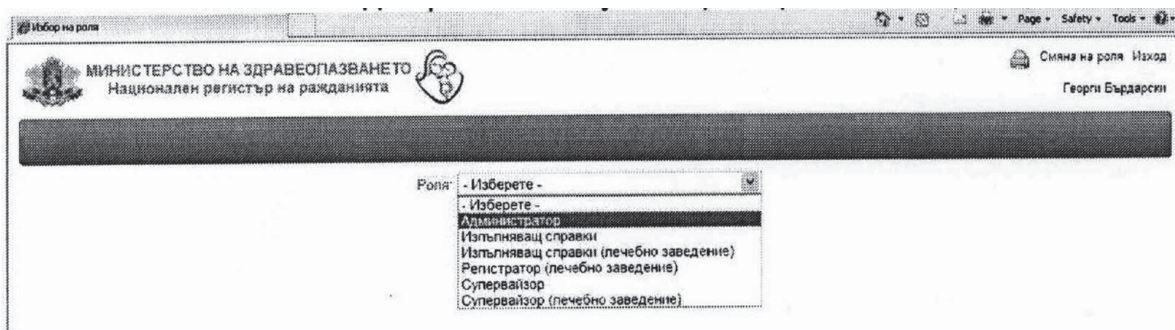 Избор на роля
Page Safety Tools
МИНИСТЕРСТВО НА ЗДРАВЕОПАЗВАНЕТО
Национален регистър на ражданията
Смяна на роля Изход
Георги Бърдарски
Роля: - Изберете -
- Изберете -
Администратор
Изпълняващ справки
Изпълняващ справки (лечебно заведение)
Регистратор (лечебно заведение)
Супервайзор
Супервайзор (лечебно заведение)